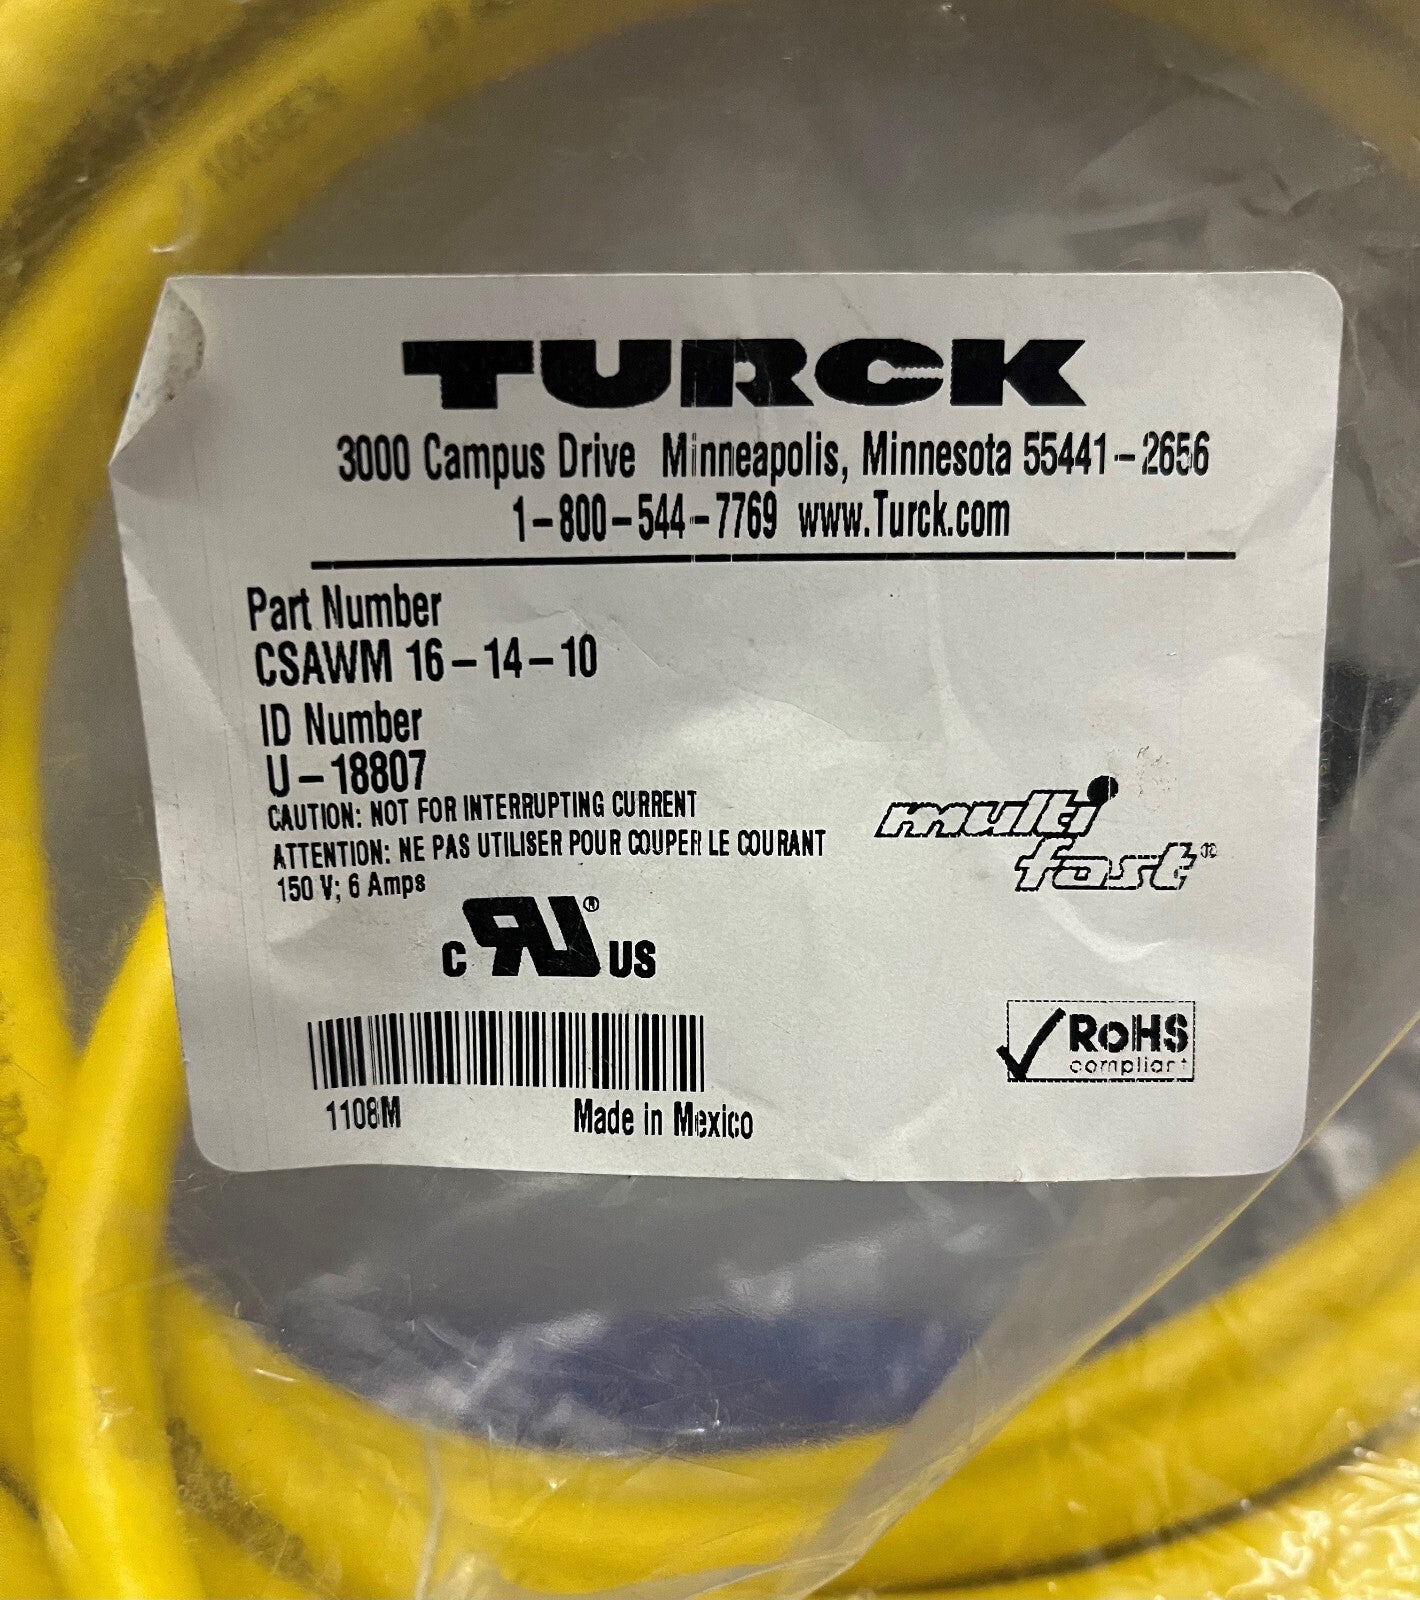 TURCK
3000 Campus Drive Minneapolis, Minnesota 55441-2656
1-800-544-7769 www.Turck.com
Part Number
CSAWM 16-14-10
ID Number
U-18807
CAUTION: NOT FOR INTERRUPTING CURRENT
ATTENTION: NE PAS UTILISER POUR COUPER LE COURANT
150 V; 6 Amps
multi
fast®
C RU® US
RoHS
compliant
1108M
Made in Mexico